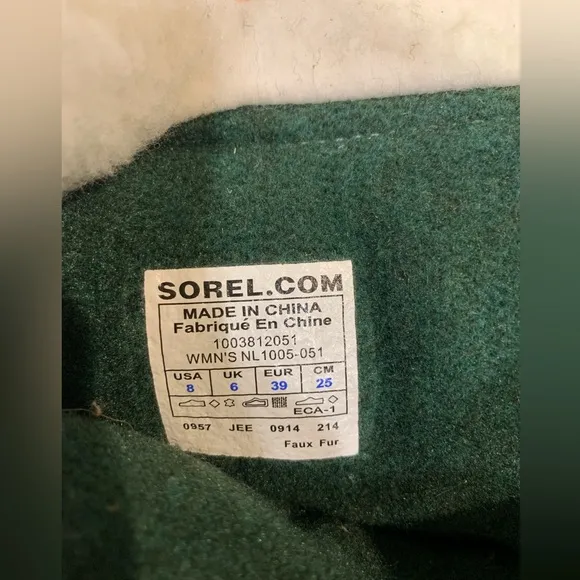 SOREL.COM
MADE IN CHINA
Fabriqué En Chine
1003812051
WMN'S NL1005-051
USA UK EUR CM
8 6 39 25
ECA-1
0957 JEE 0914 214
Faux Fur